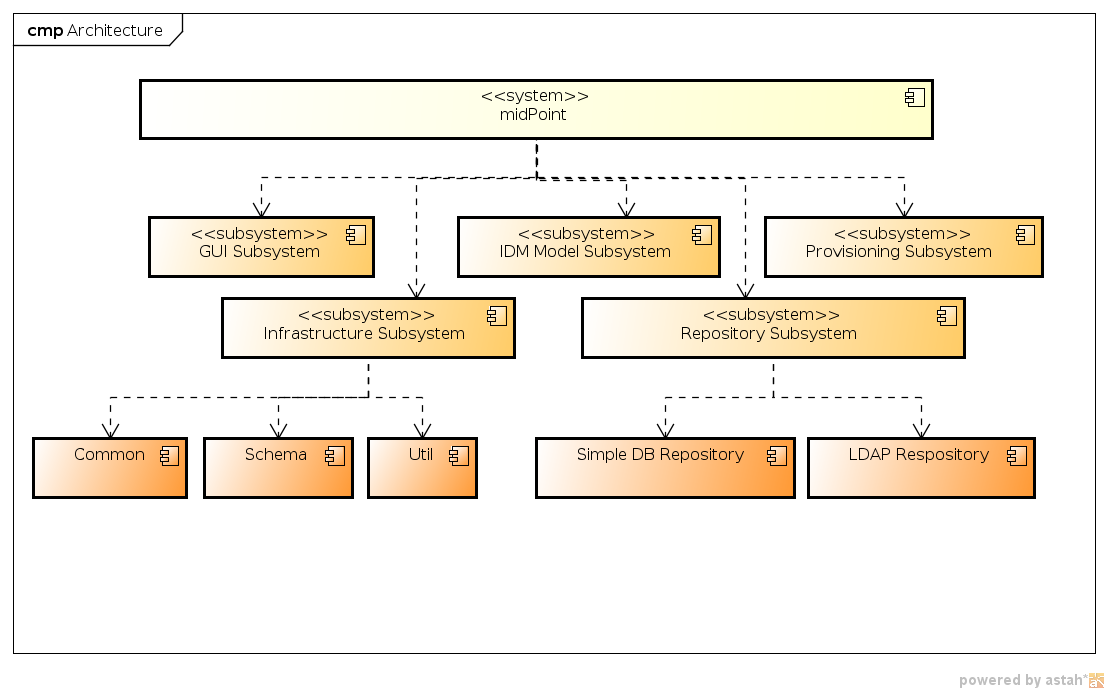 cmp Architecture
<<system>>
midPoint
<<subsystem>>
GUI Subsystem
<<subsystem>>
IDM Model Subsystem
<<subsystem>>
Provisioning Subsystem
<<subsystem>>
Infrastructure Subsystem
<<subsystem>>
Repository Subsystem
Common
Schema
Util
Simple DB Repository
LDAP Respository
powered by astah*